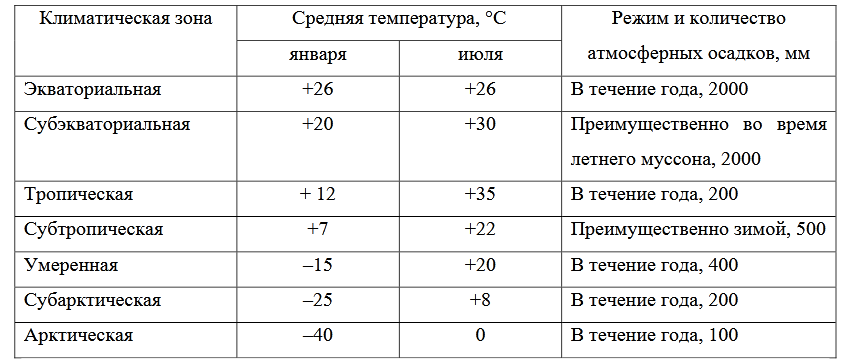 Климатическая зона Средняя температура, °С Режим и количество
января июля атмосферных осадков, мм
Экваториальная +26 +26 В течение года, 2000
Субэкваториальная +20 +30 Преимущественно во время
летнего муссона, 2000
Тропическая + 12 +35 В течение года, 200
Субтропическая +7 +22 Преимущественно зимой, 500
Умеренная –15 +20 В течение года, 400
Субарктическая –25 +8 В течение года, 200
Арктическая –40 0 В течение года, 100